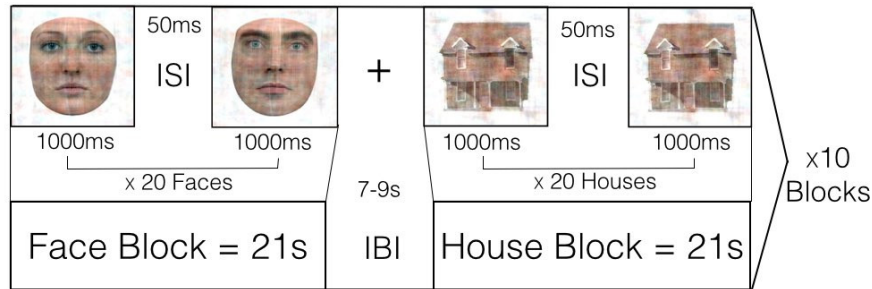 50ms
ISI
+
50ms
ISI
1000ms
1000ms
1000ms
1000ms
x 20 Faces
7-9s
x 20 Houses
x10
Blocks
Face Block = 21s
IBI
House Block = 21s